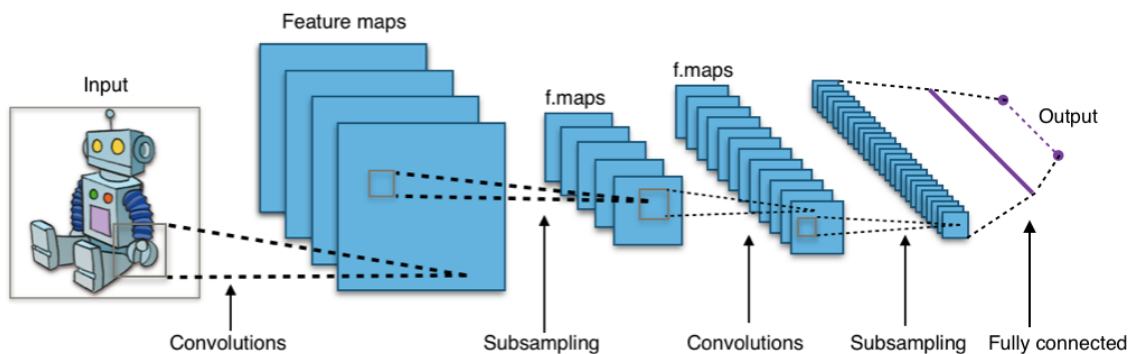 Feature maps
Input
f.maps
f.maps
Output
Convolutions
Subsampling
Convolutions
Subsampling
Fully connected